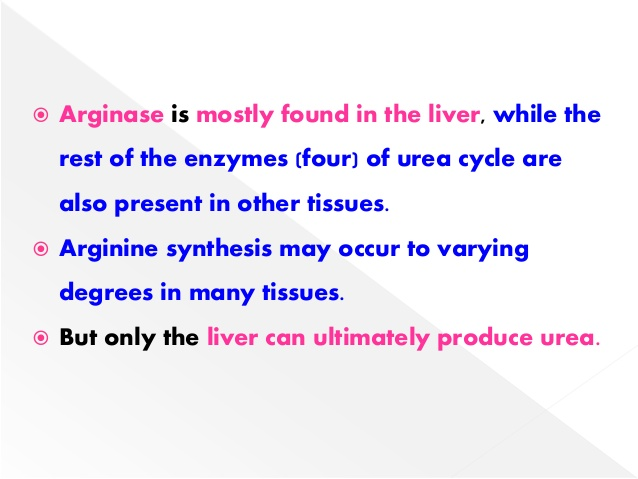 Arginase is mostly found in the liver, while the
rest of the enzymes (four) of urea cycle are
also present in other tissues.
Arginine synthesis may occur to varying
degrees in many tissues.
But only the liver can ultimately produce urea.